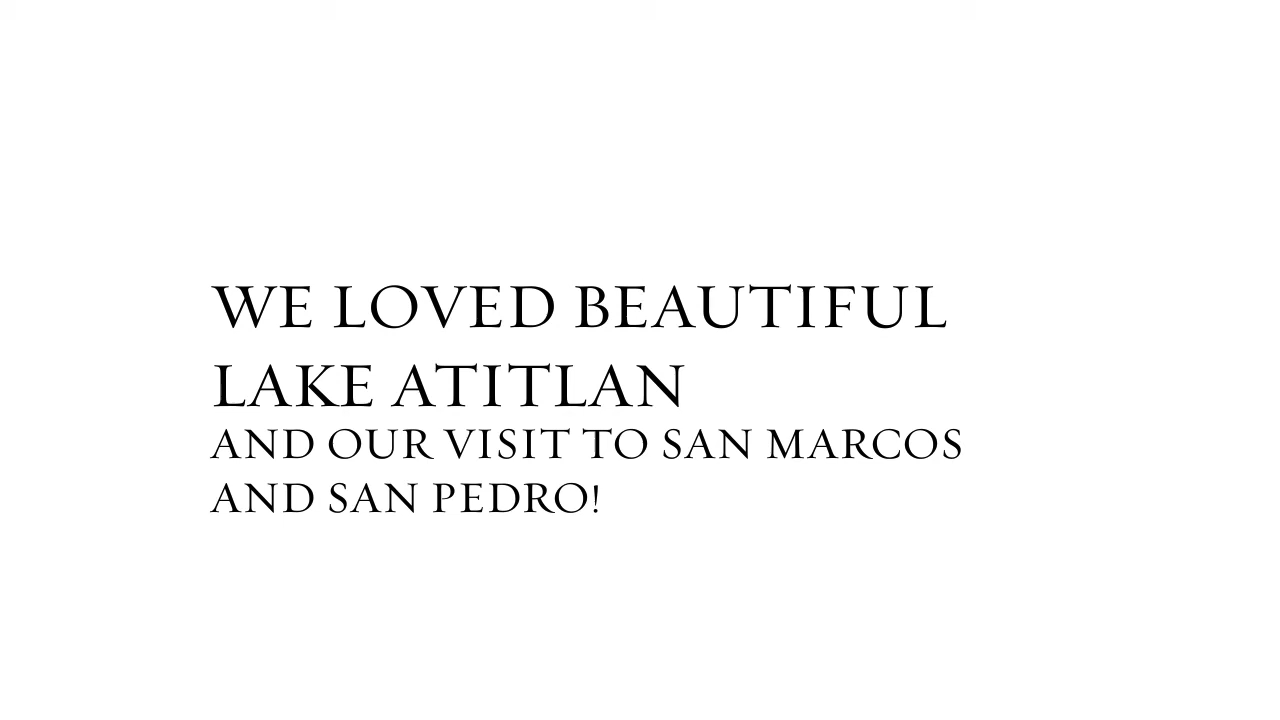 WE LOVED BEAUTIFUL
LAKE ATITLAN
AND OUR VISIT TO SAN MARCOS
AND SAN PEDRO!